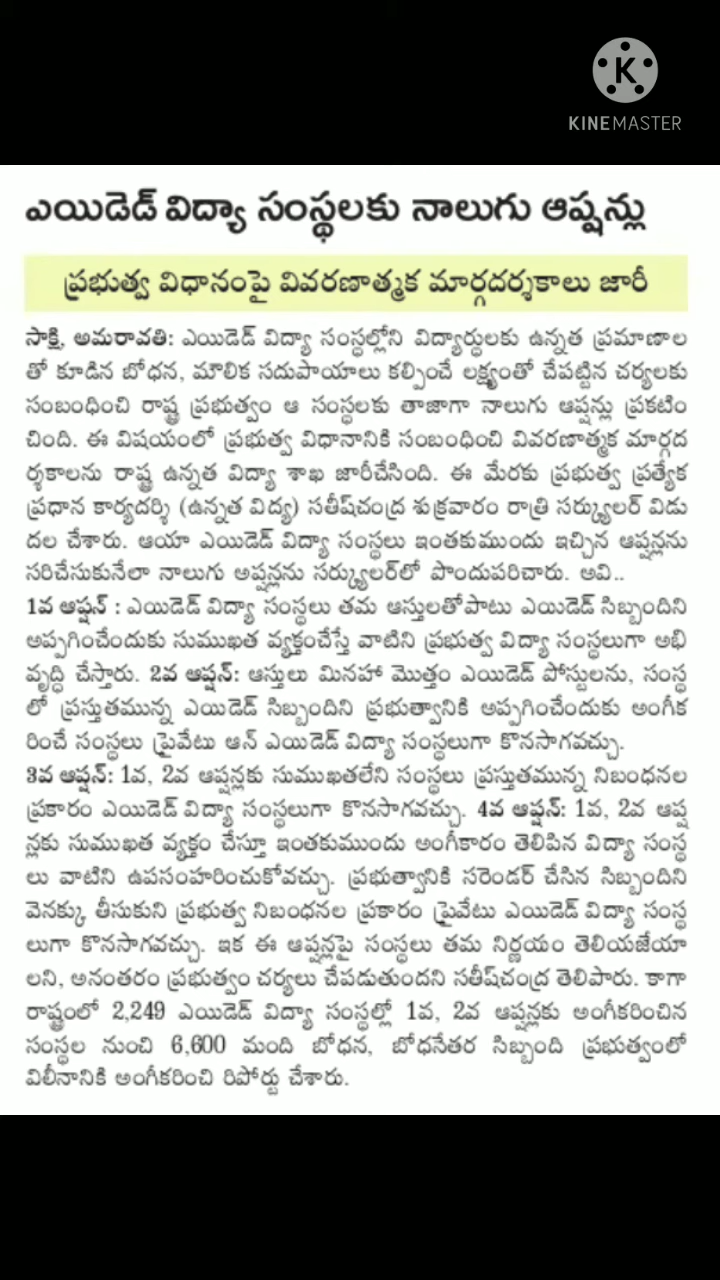 K
KINEMASTER
ఎయిడెడ్ విద్యా సంస్థలకు నాలుగు ఆప్షన్లు
ప్రభుత్వ విధానంపై వివరణాత్మక మార్గదర్శకాలు జారీ
సాక్షి, అమరావతి: ఎయిడెడ్ విద్యా సంస్థల్లోని విద్యార్థులకు ఉన్నత ప్రమాణాల
తో కూడిన బోధన, మౌలిక సదుపాయాలు కల్పించే లక్ష్యంతో చేపట్టిన చర్యలకు
సంబంధించి రాష్ట్ర ప్రభుత్వం ఆ సంస్థలకు తాజాగా నాలుగు ఆప్షన్లు ప్రకటిం
చింది. ఈ విషయంలో ప్రభుత్వ విధానానికి సంబంధించి వివరణాత్మక మార్గద
ర్శకాలను రాష్ట్ర ఉన్నత విద్యా శాఖ జారీచేసింది. ఈ మేరకు ప్రభుత్వ ప్రత్యేక
ప్రధాన కార్యదర్శి (ఉన్నత విద్య) సతీష్‌చంద్ర శుక్రవారం రాత్రి సర్క్యులర్ విడు
దల చేశారు. ఆయా ఎయిడెడ్ విద్యా సంస్థలు ఇంతకుముందు ఇచ్చిన ఆప్షన్లను
సరిచేసుకునేలా నాలుగు అప్షన్లను సర్క్యులర్‌లో పొందుపరిచారు. అవి..
1వ ఆప్షన్ : ఎయిడెడ్ విద్యా సంస్థలు తమ ఆస్తులతోపాటు ఎయిడెడ్ సిబ్బందిని
అప్పగించేందుకు సుముఖత వ్యక్తంచేస్తే వాటిని ప్రభుత్వ విద్యా సంస్థలుగా అభి
వృద్ధి చేస్తారు. 2వ ఆప్షన్: ఆస్తులు మినహా మొత్తం ఎయిడెడ్ పోస్టులను, సంస్థ
లో ప్రస్తుతమున్న ఎయిడెడ్ సిబ్బందిని ప్రభుత్వానికి అప్పగించేందుకు అంగీక
రించే సంస్థలు ప్రైవేటు ఆన్ ఎయిడెడ్ విద్యా సంస్థలుగా కొనసాగవచ్చు.
3వ ఆప్షన్: 1వ, 2వ ఆప్షన్లకు సుముఖతలేని సంస్థలు ప్రస్తుతమున్న నిబంధనల
ప్రకారం ఎయిడెడ్ విద్యా సంస్థలుగా కొనసాగవచ్చు. 4వ ఆప్షన్: 1వ, 2వ ఆప్ష
న్లకు సుముఖత వ్యక్తం చేస్తూ ఇంతకుముందు అంగీకారం తెలిపిన విద్యా సంస్థ
లు వాటిని ఉపసంహరించుకోవచ్చు. ప్రభుత్వానికి సరెండర్ చేసిన సిబ్బందిని
వెనక్కు తీసుకుని ప్రభుత్వ నిబంధనల ప్రకారం ప్రైవేటు ఎయిడెడ్ విద్యా సంస్థ
లుగా కొనసాగవచ్చు. ఇక ఈ ఆప్షన్లపై సంస్థలు తమ నిర్ణయం తెలియజేయా
లని, అనంతరం ప్రభుత్వం చర్యలు చేపడుతుందని సతీష్‌చంద్ర తెలిపారు. కాగా
రాష్ట్రంలో 2,249 ఎయిడెడ్ విద్యా సంస్థల్లో 1వ, 2వ ఆప్షన్లకు అంగీకరించిన
సంస్థల నుంచి 6,600 మంది బోధన, బోధనేతర సిబ్బంది ప్రభుత్వంలో
విలీనానికి అంగీకరించి రిపోర్టు చేశారు.